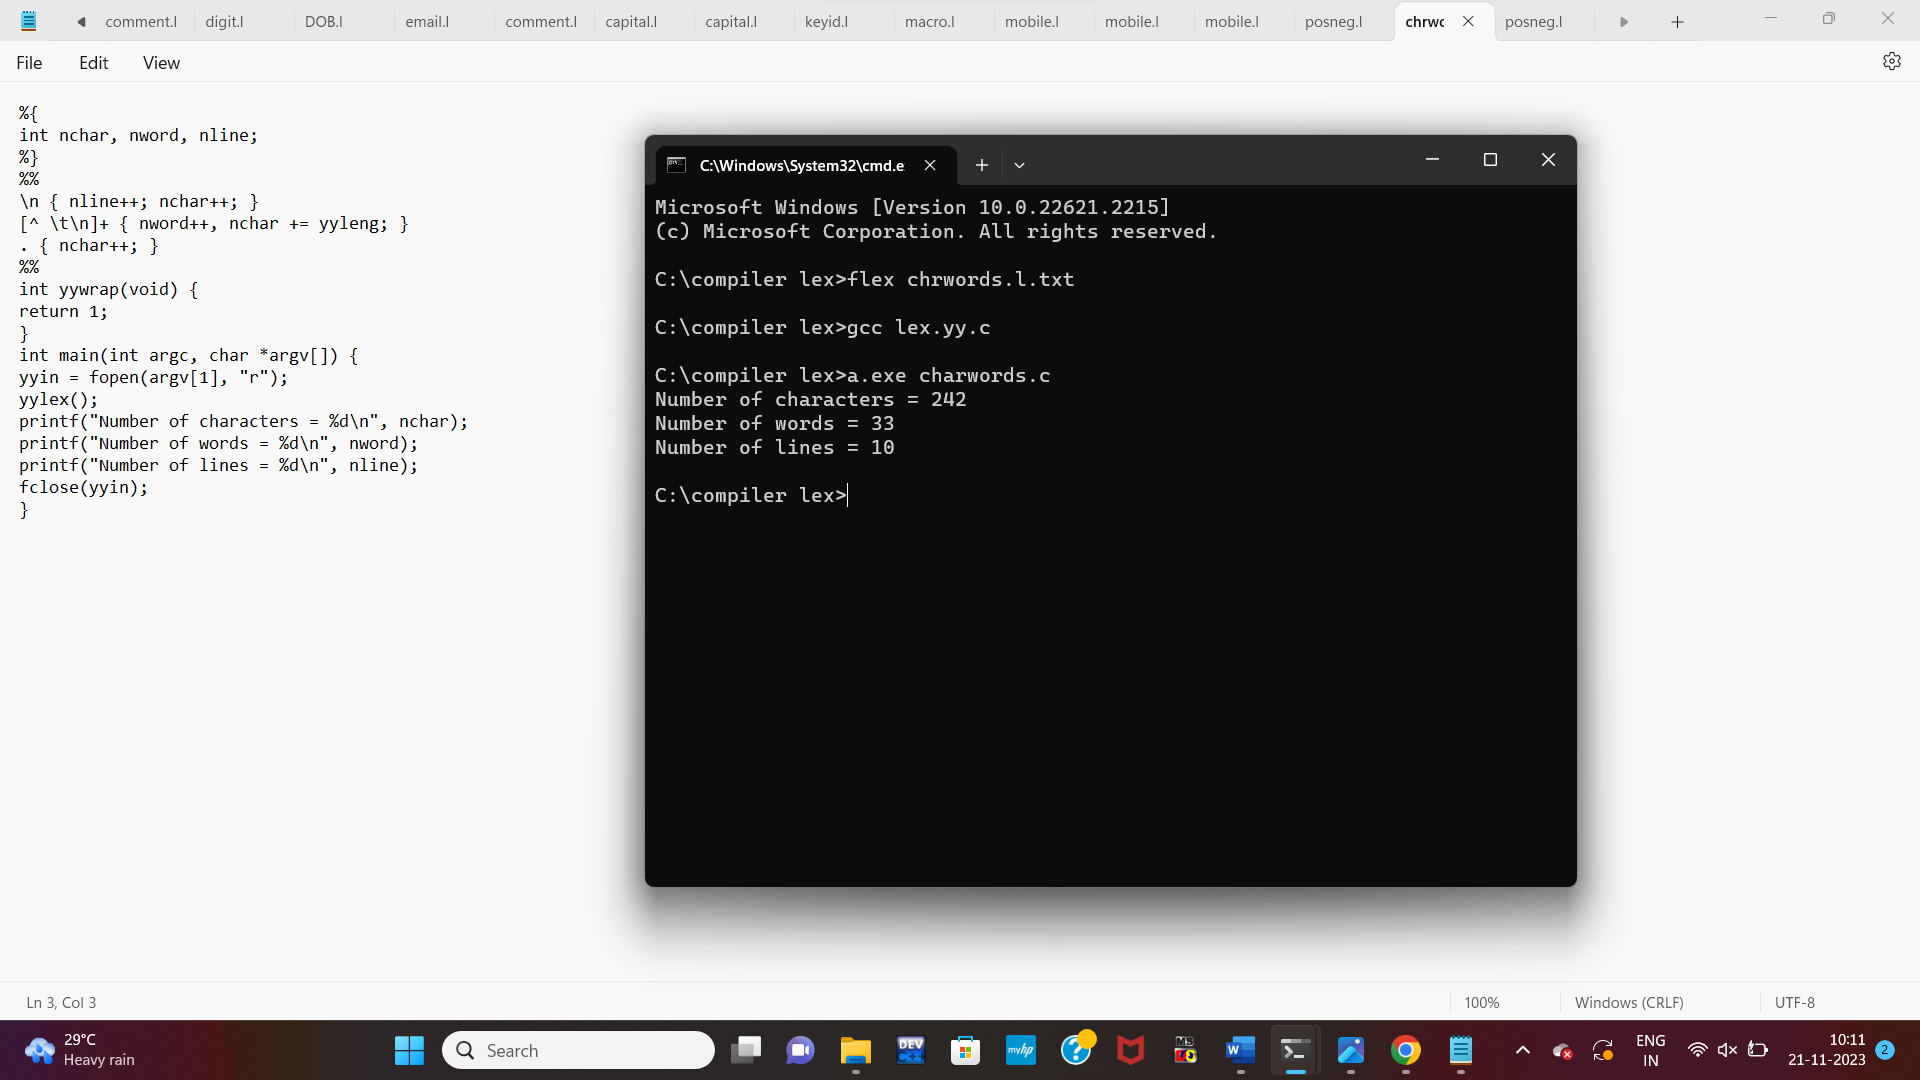 comment.l digit.l DOB.l email.l comment.l capital.l capital.l keyid.l macro.l mobile.l mobile.l mobile.l posneg.l chrwc posneg.l
File Edit View
%{
int nchar, nword, nline;
%}
%%
\n { nline++; nchar++; }
[^ \t\n]+ { nword++, nchar += yyleng; }
. { nchar++; }
%%
int yywrap(void) {
return 1;
}
int main(int argc, char *argv[]) {
yyin = fopen(argv[1], "r");
yylex();
printf("Number of characters = %d\n", nchar);
printf("Number of words = %d\n", nword);
printf("Number of lines = %d\n", nline);
fclose(yyin);
}
C:\Windows\System32\cmd.e
Microsoft Windows [Version 10.0.22621.2215]
(c) Microsoft Corporation. All rights reserved.
C:\compiler lex>flex chrwords.l.txt
C:\compiler lex>gcc lex.yy.c
C:\compiler lex>a.exe charwords.c
Number of characters = 242
Number of words = 33
Number of lines = 10
C:\compiler lex>
Ln 3, Col 3 100% Windows (CRLF) UTF-8
29°C
Heavy rain
Search
DEV
C++
myhp
?
MS
W
ENG
IN
10:11
21-11-2023
2